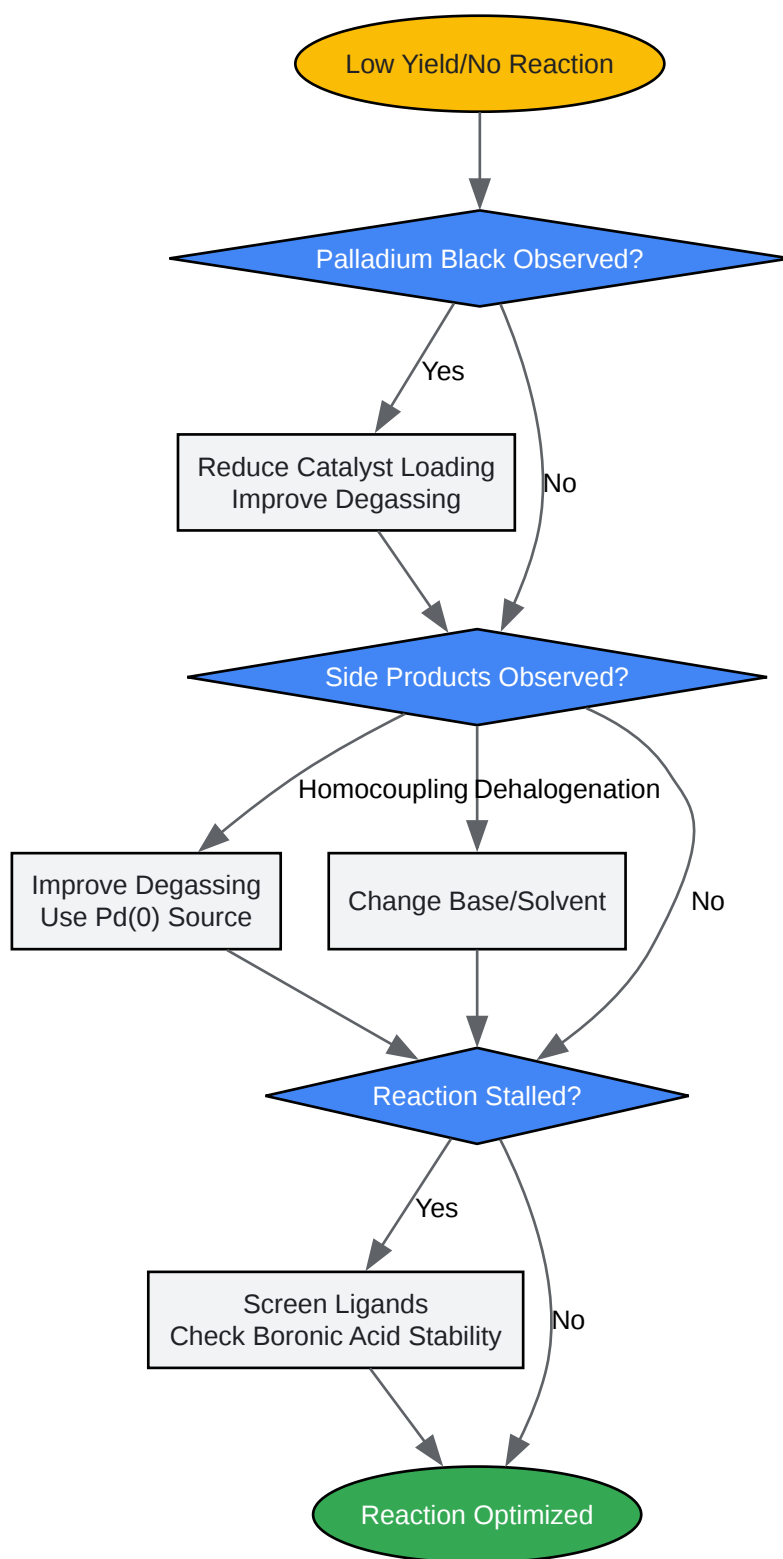 Low Yield/No Reaction
Palladium Black Observed?
Yes
Reduce Catalyst Loading
Improve Degassing
No
Side Products Observed?
Homocoupling
Dehalogenation
Improve Degassing
Use Pd(0) Source
Change Base/Solvent
No
Reaction Stalled?
Yes
Screen Ligands
Check Boronic Acid Stability
No
Reaction Optimized